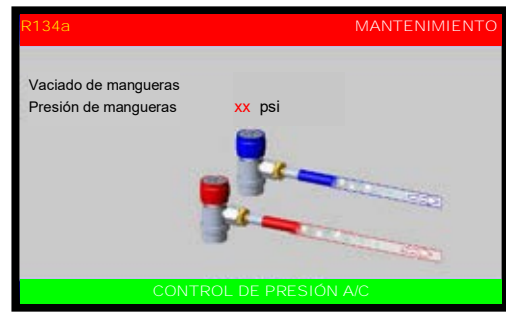 R134a MANTENIMIENTO
Vaciado de mangueras
Presión de mangueras xx psi
CONTROL DE PRESIÓN A/C